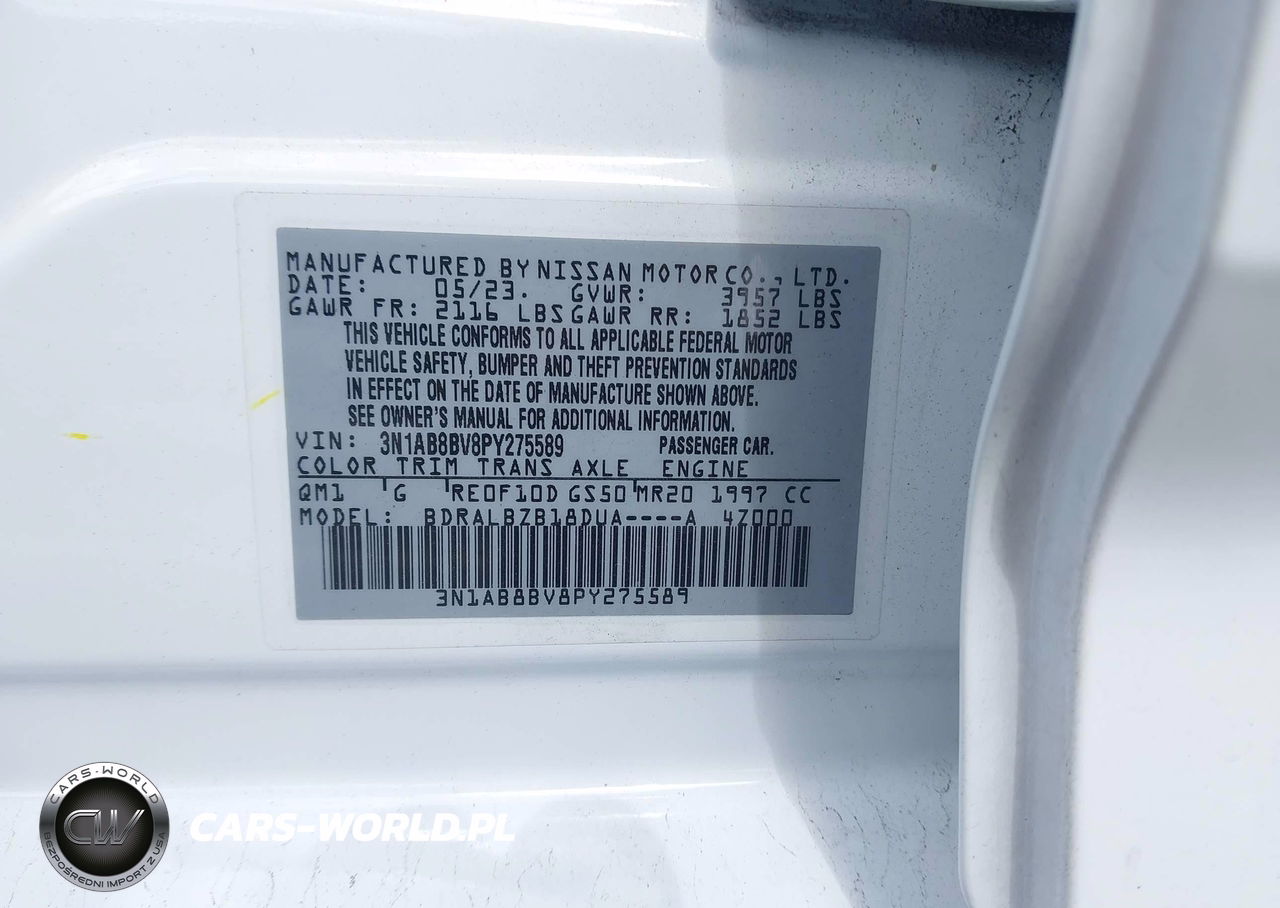 MANUFACTURED BY NISSAN MOTOR CO., LTD.
DATE: 05/23. GVWR: 3957 LBS
GAWR FR: 2116 LBS GAWR RR: 1852 LBS
THIS VEHICLE CONFORMS TO ALL APPLICABLE FEDERAL MOTOR
VEHICLE SAFETY, BUMPER AND THEFT PREVENTION STANDARDS
IN EFFECT ON THE DATE OF MANUFACTURE SHOWN ABOVE.
SEE OWNER'S MANUAL FOR ADDITIONAL INFORMATION.
VIN: 3N1AB8BV8PY275589 PASSENGER CAR.
COLOR TRIM TRANS AXLE ENGINE
QM1 G RE0F10D GS50 MR20 1997 CC
MODEL: BDRALBZB18DUA----A 4Z000
3N1AB8BV8PY275589
CARS-WORLD
CW
BEZPOŚREDNI IMPORT Z USA
CARS-WORLD.PL